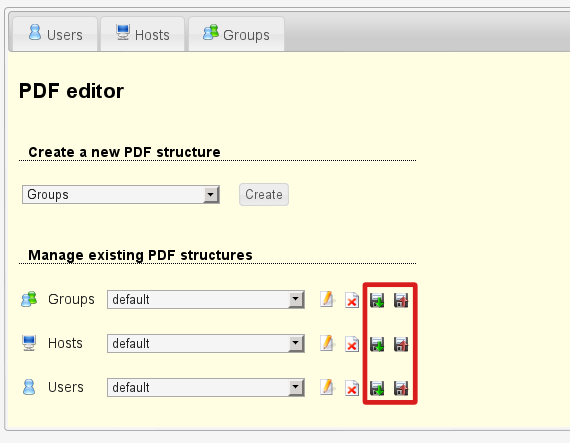 Users Hosts Groups
PDF editor
Create a new PDF structure
Groups Create
Manage existing PDF structures
Groups default
Hosts default
Users default